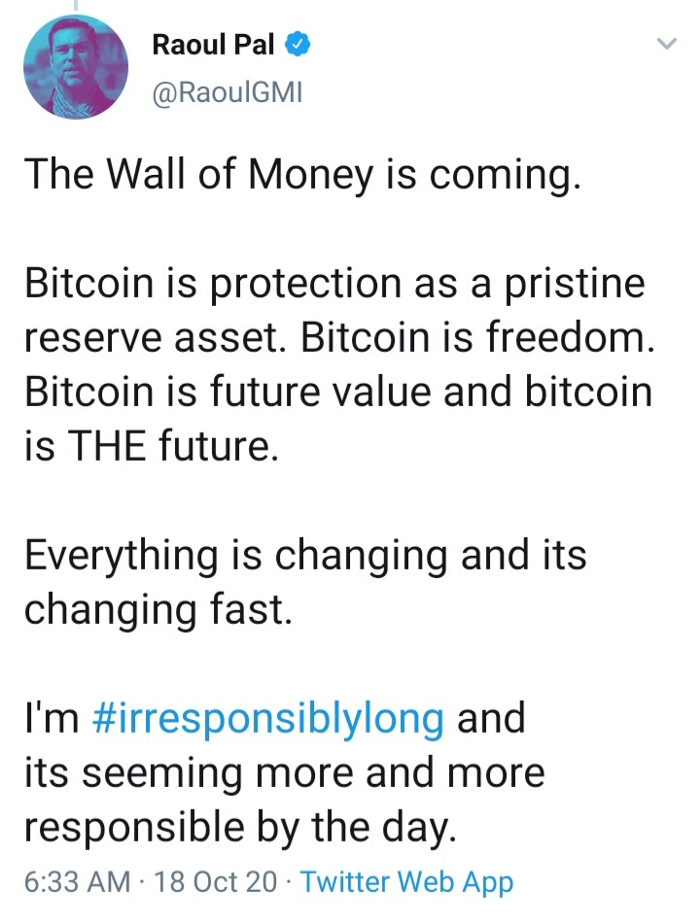 Raoul Pal
@RaoulGMI
The Wall of Money is coming.
Bitcoin is protection as a pristine
reserve asset. Bitcoin is freedom.
Bitcoin is future value and bitcoin
is THE future.
Everything is changing and its
changing fast.
I'm #irresponsiblylong and
its seeming more and more
responsible by the day.
6:33 AM · 18 Oct 20 · Twitter Web App